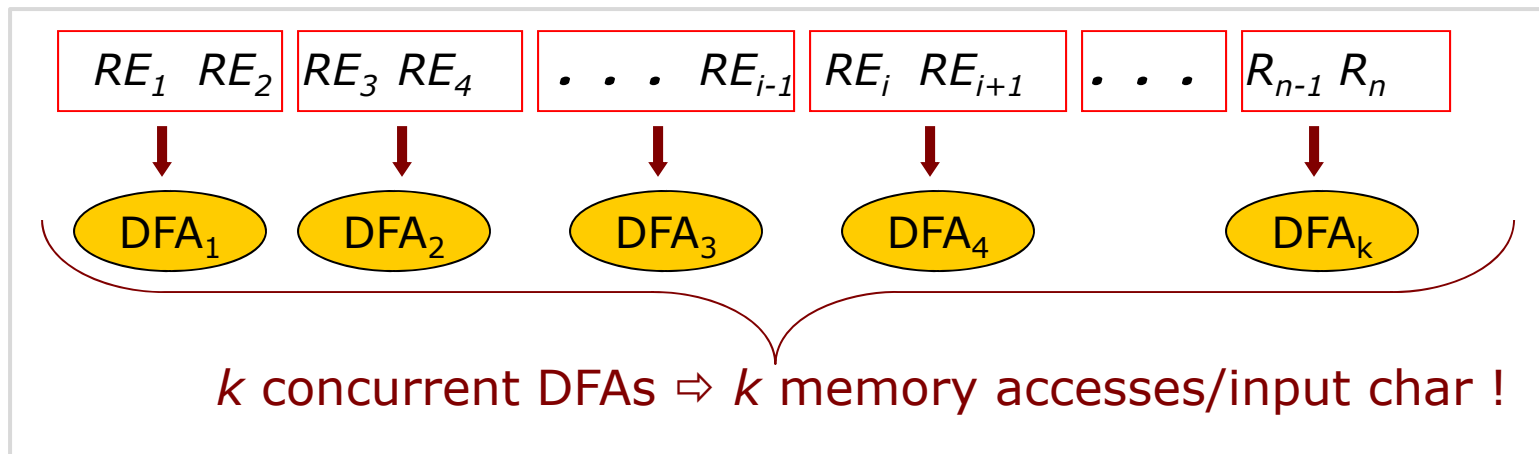 RE₁ RE₂ RE₃ RE₄ . . . REᵢ₋₁ REᵢ REᵢ₊₁ . . . Rₙ₋₁ Rₙ
DFA₁ DFA₂ DFA₃ DFA₄ DFAₖ
k concurrent DFAs ⇨ k memory accesses/input char !